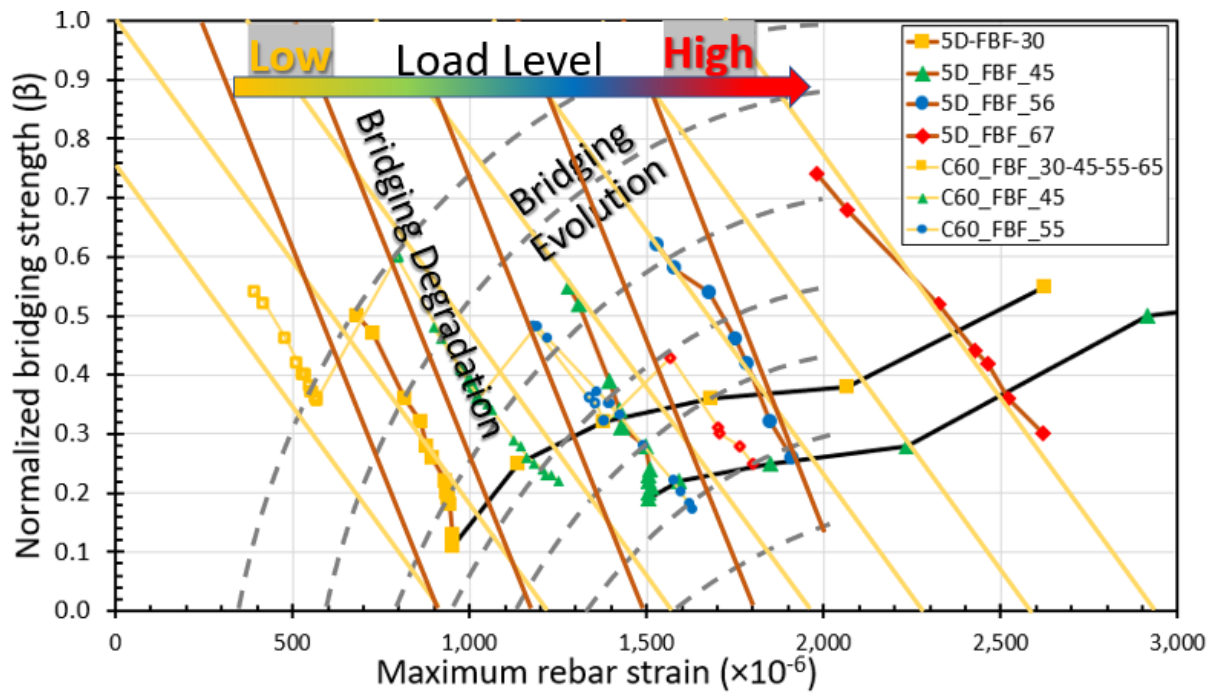 1.0
0.9
0.8
0.7
0.6
0.5
0.4
0.3
0.2
0.1
0.0
Normalized bridging strength (β)
Low
Load Level
High
Bridging Degradation
Bridging
Evolution
5D-FBF-30
5D_FBF_45
5D_FBF_56
5D_FBF_67
C60_FBF_30-45-55-65
C60_FBF_45
C60_FBF_55
0
500
1,000
1,500
2,000
2,500
3,000
Maximum rebar strain (×10⁻⁶)